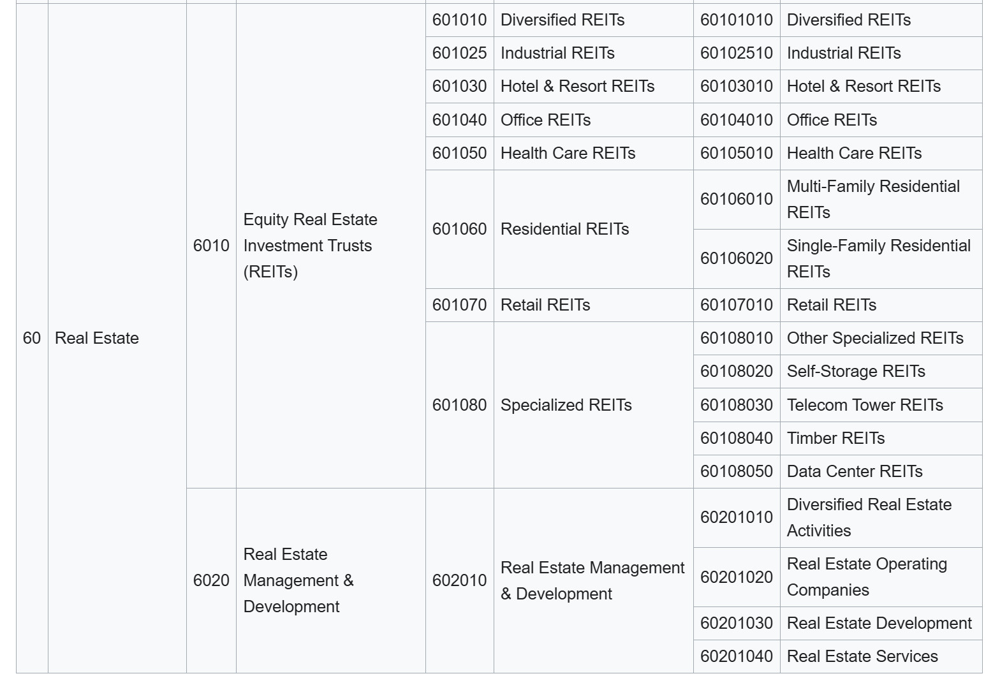 60
Real Estate
6010
Equity Real Estate
Investment Trusts
(REITs)
601010
Diversified REITs
60101010
Diversified REITs
601025
Industrial REITs
60102510
Industrial REITs
601030
Hotel & Resort REITs
60103010
Hotel & Resort REITs
601040
Office REITs
60104010
Office REITs
601050
Health Care REITs
60105010
Health Care REITs
601060
Residential REITs
60106010
Multi-Family Residential
REITs
60106020
Single-Family Residential
REITs
601070
Retail REITs
60107010
Retail REITs
601080
Specialized REITs
60108010
Other Specialized REITs
60108020
Self-Storage REITs
60108030
Telecom Tower REITs
60108040
Timber REITs
60108050
Data Center REITs
6020
Real Estate
Management &
Development
602010
Real Estate Management
& Development
60201010
Diversified Real Estate
Activities
60201020
Real Estate Operating
Companies
60201030
Real Estate Development
60201040
Real Estate Services